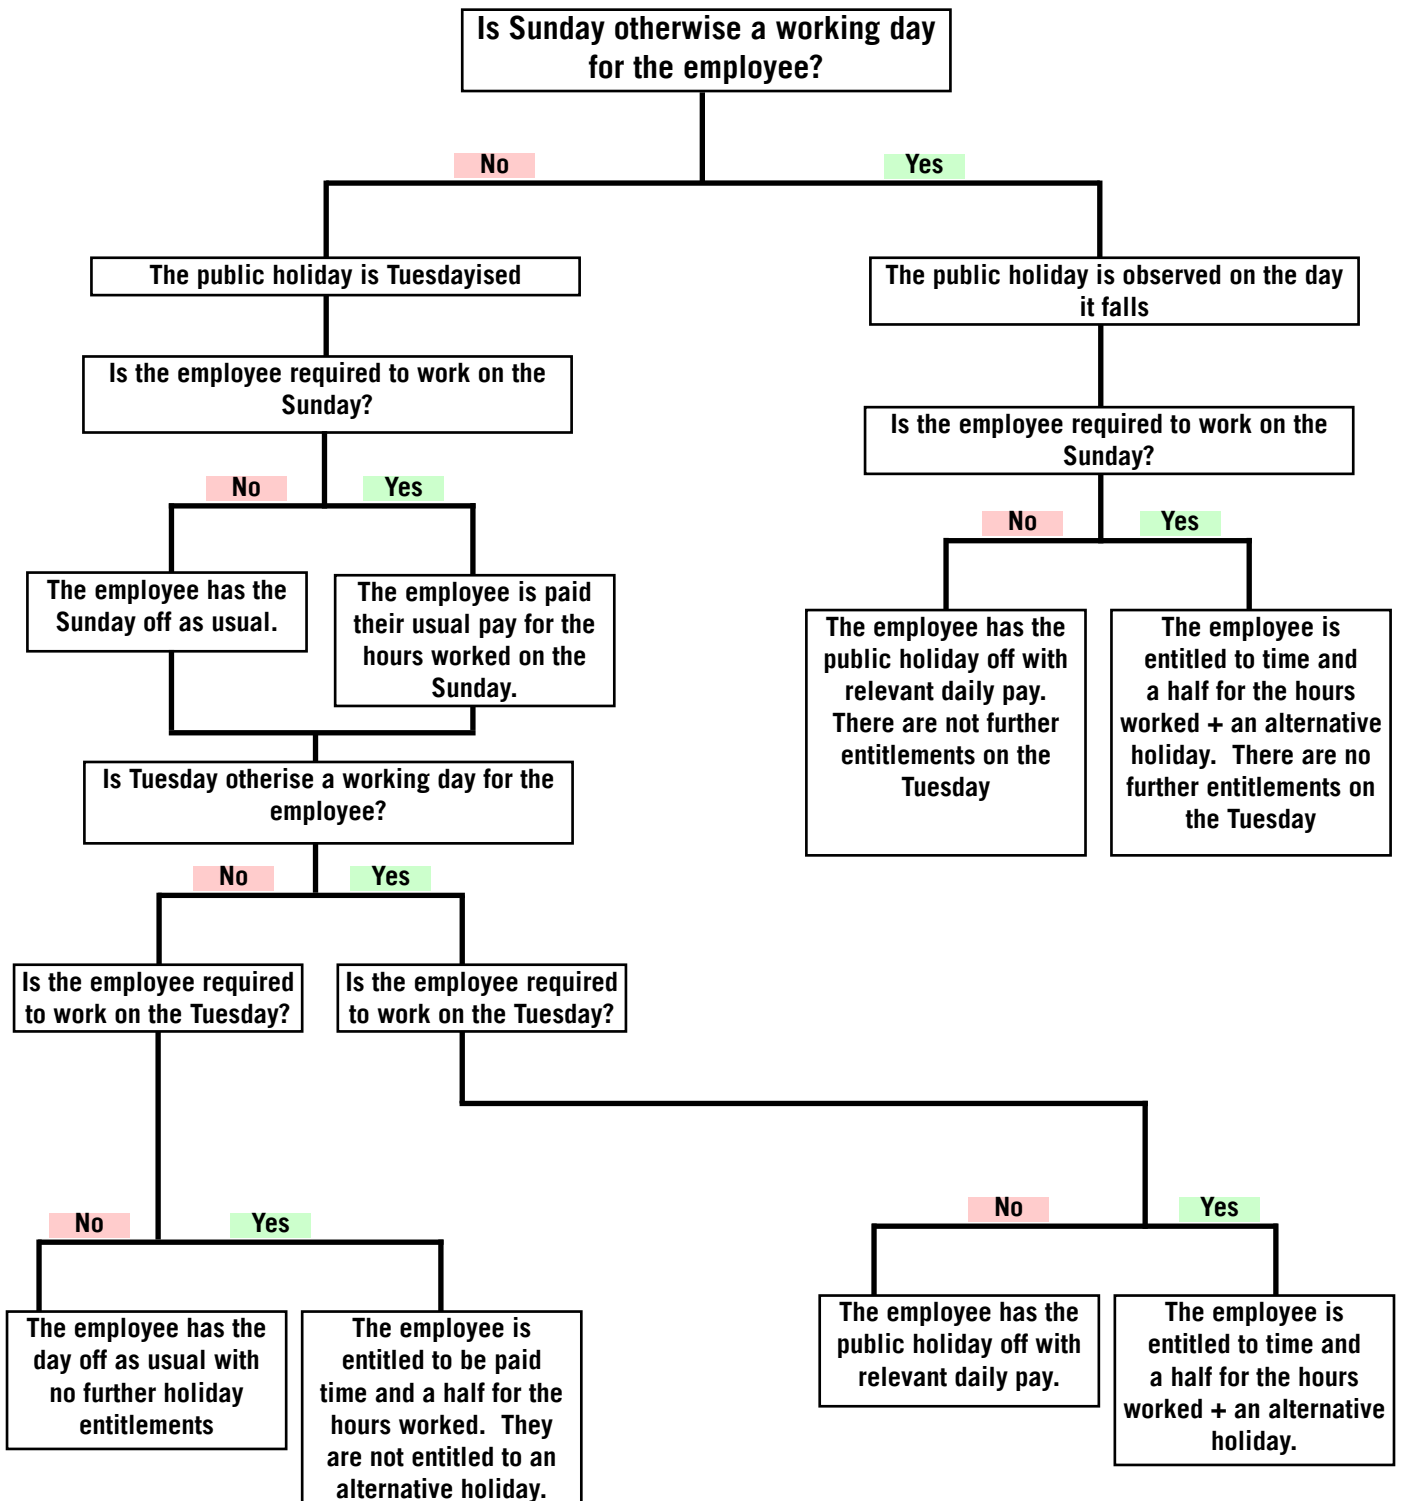 Is Sunday otherwise a working day
for the employee?
No
Yes
The public holiday is Tuesdayised
The public holiday is observed on the day
it falls
Is the employee required to work on the
Sunday?
Is the employee required to work on the
Sunday?
No
Yes
No
Yes
The employee has the
Sunday off as usual.
The employee is paid
their usual pay for the
hours worked on the
Sunday.
The employee has the
public holiday off with
relevant daily pay.
There are not further
entitlements on the
Tuesday
The employee is
entitled to time and
a half for the hours
worked + an alternative
holiday.  There are no
further entitlements on
the Tuesday
Is Tuesday otherise a working day for the
employee?
No
Yes
Is the employee required
to work on the Tuesday?
Is the employee required
to work on the Tuesday?
No
Yes
No
Yes
The employee has the
day off as usual with
no further holiday
entitlements
The employee is
entitled to be paid
time and a half for the
hours worked.  They
are not entitled to an
alternative holiday.
The employee has the
public holiday off with
relevant daily pay.
The employee is
entitled to time and
a half for the hours
worked + an alternative
holiday.